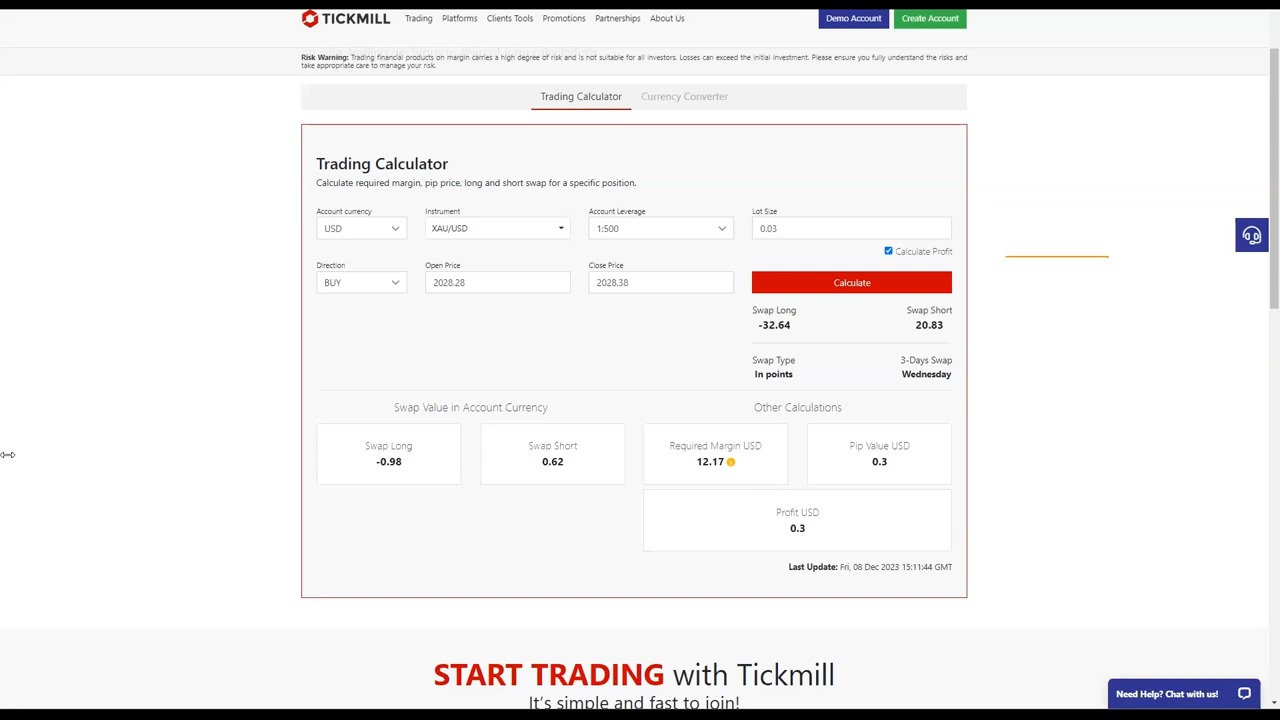 TICKMILL Trading Platforms Clients Tools Promotions Partnerships About Us Demo Account Create Account
Risk Warning: Trading financial products on margin carries a high degree of risk and is not suitable for all investors. Losses can exceed the initial investment. Please ensure you fully understand the risks and
take appropriate care to manage your risk.
Trading Calculator Currency Converter
Trading Calculator
Calculate required margin, pip price, long and short swap for a specific position.
Account currency Instrument Account Leverage Lot Size
USD XAU/USD 1:500 0.03
Calculate Profit
Direction Open Price Close Price
BUY 2028.28 2028.38 Calculate
Swap Long Swap Short
-32.64 20.83
Swap Type 3-Days Swap
In points Wednesday
Swap Value in Account Currency Other Calculations
Swap Long Swap Short Required Margin USD Pip Value USD
-0.98 0.62 12.17 0.3
Profit USD
0.3
Last Update: Fri, 08 Dec 2023 15:11:44 GMT
START TRADING with Tickmill
It's simple and fast to join!
Need Help? Chat with us!